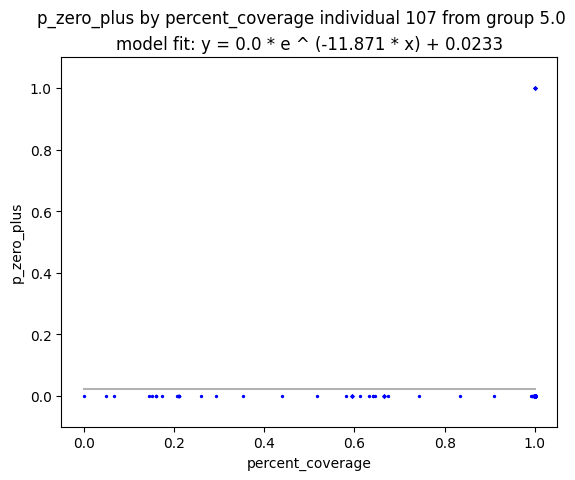 p_zero_plus by percent_coverage individual 107 from group 5.0
model fit: y = 0.0 * e ^ (-11.871 * x) + 0.0233
1.0
0.8
0.6
0.4
0.2
0.0
p_zero_plus
0.0 0.2 0.4 0.6 0.8 1.0
percent_coverage